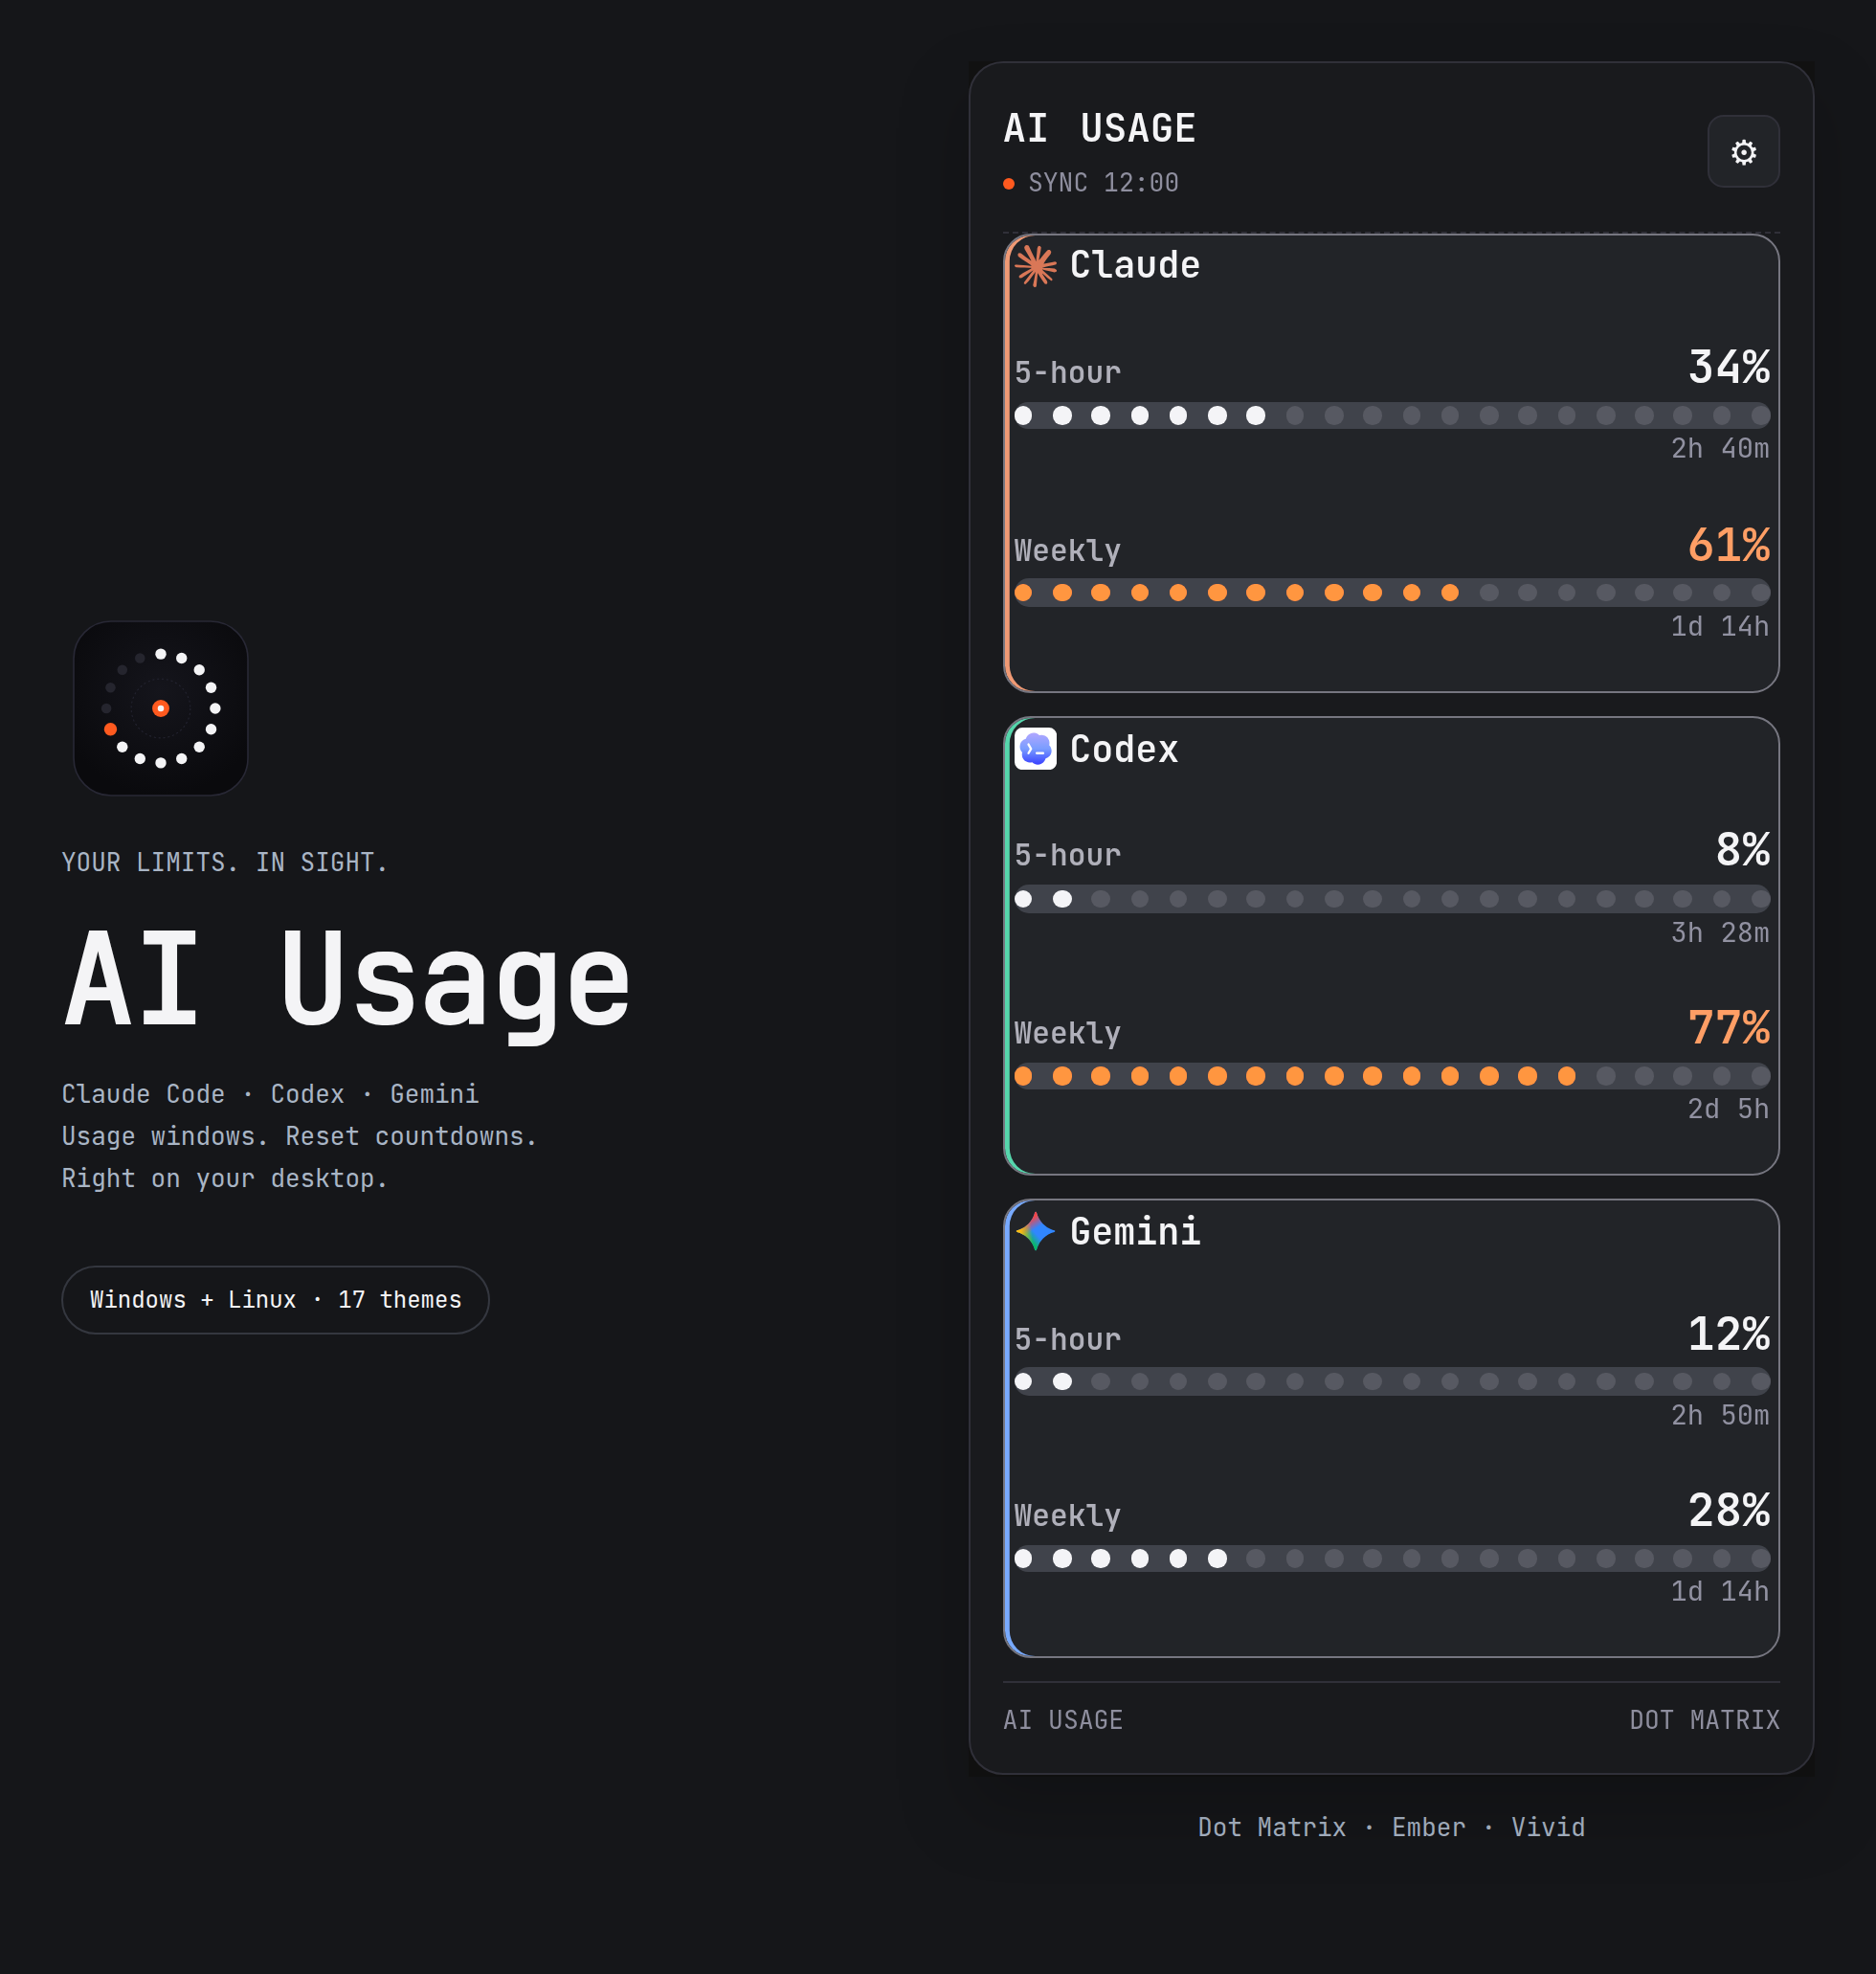 YOUR LIMITS. IN SIGHT.
AI Usage
Claude Code · Codex · Gemini
Usage windows. Reset countdowns.
Right on your desktop.
Windows + Linux · 17 themes
AI USAGE
SYNC 12:00
Claude
5-hour 34%
2h 40m
Weekly 61%
1d 14h
Codex
5-hour 8%
3h 28m
Weekly 77%
2d 5h
Gemini
5-hour 12%
2h 50m
Weekly 28%
1d 14h
AI USAGE DOT MATRIX
Dot Matrix · Ember · Vivid